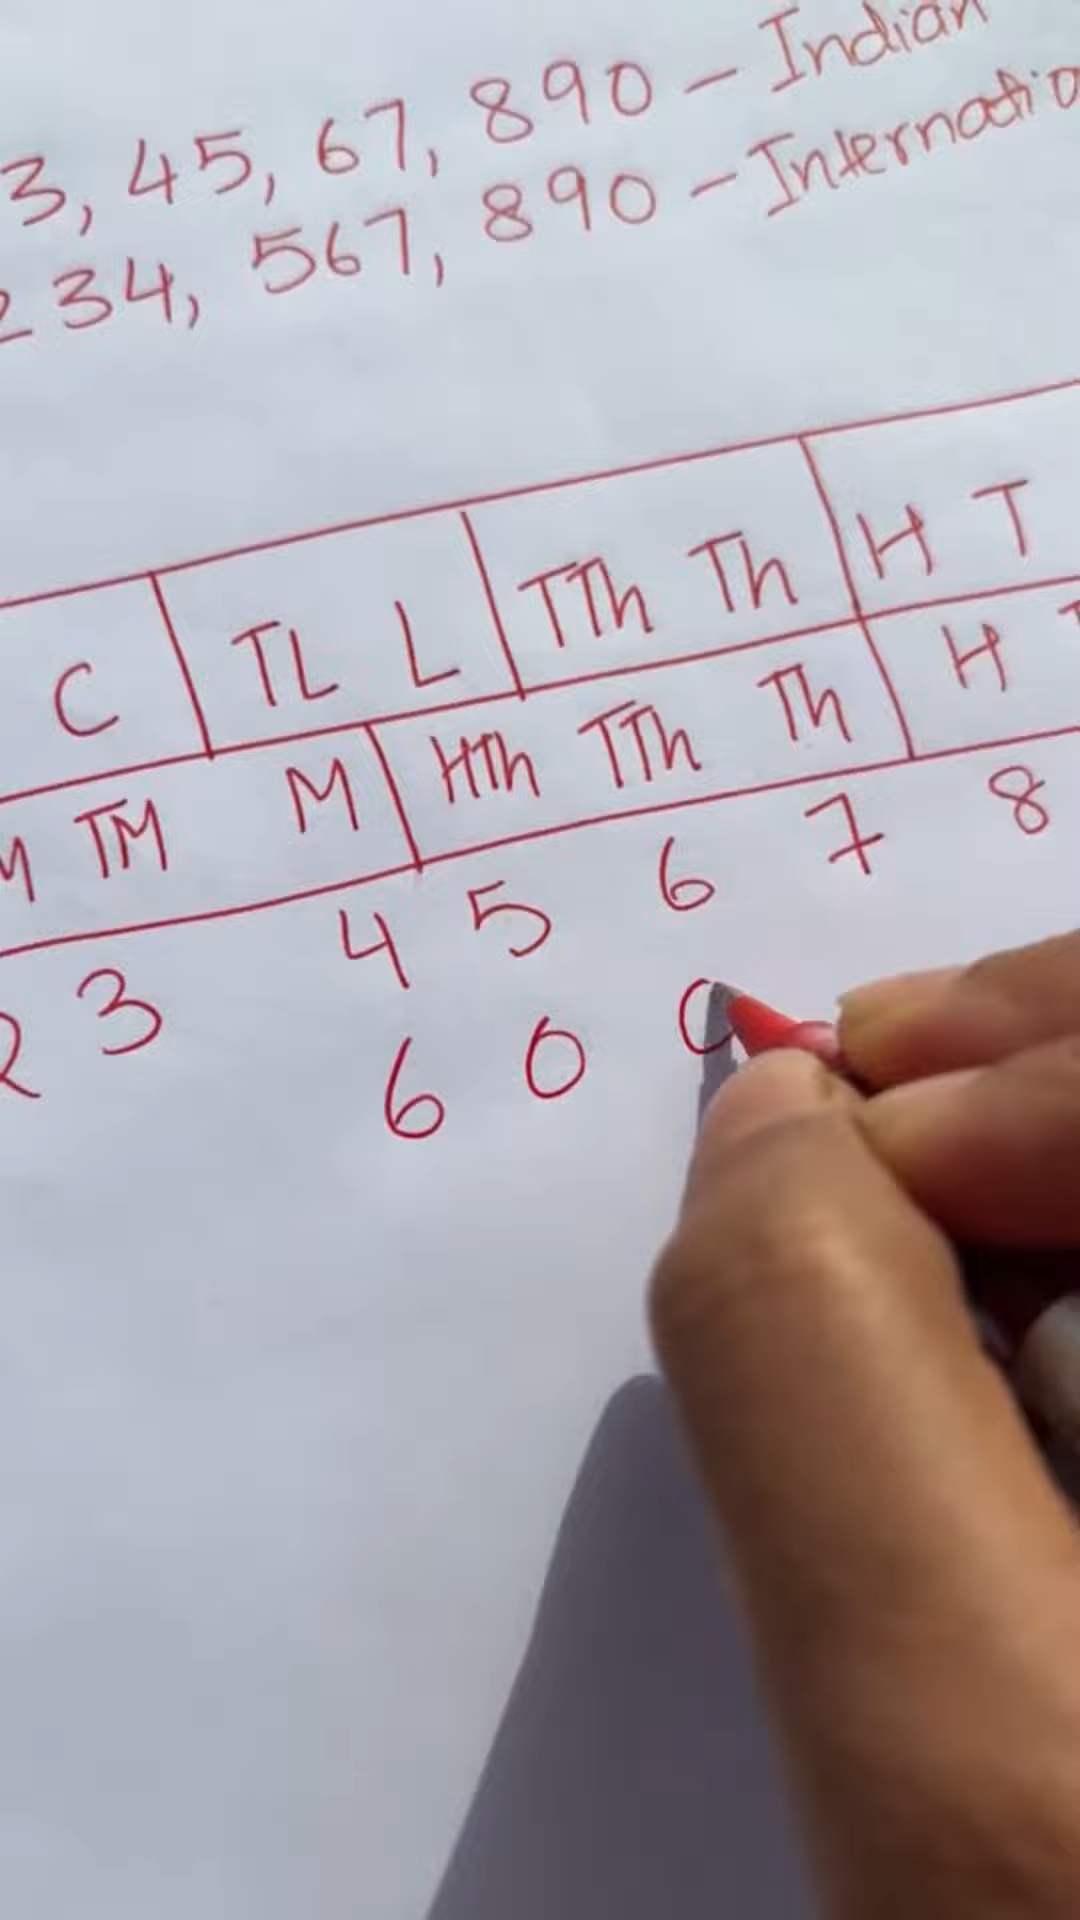 3, 45, 67, 890 - Indian
234, 567, 890 - Internatio
C TL L TTh Th H T
M TM M HTh TTh Th H T
2 3 4 5 6 7 8
6 0 0